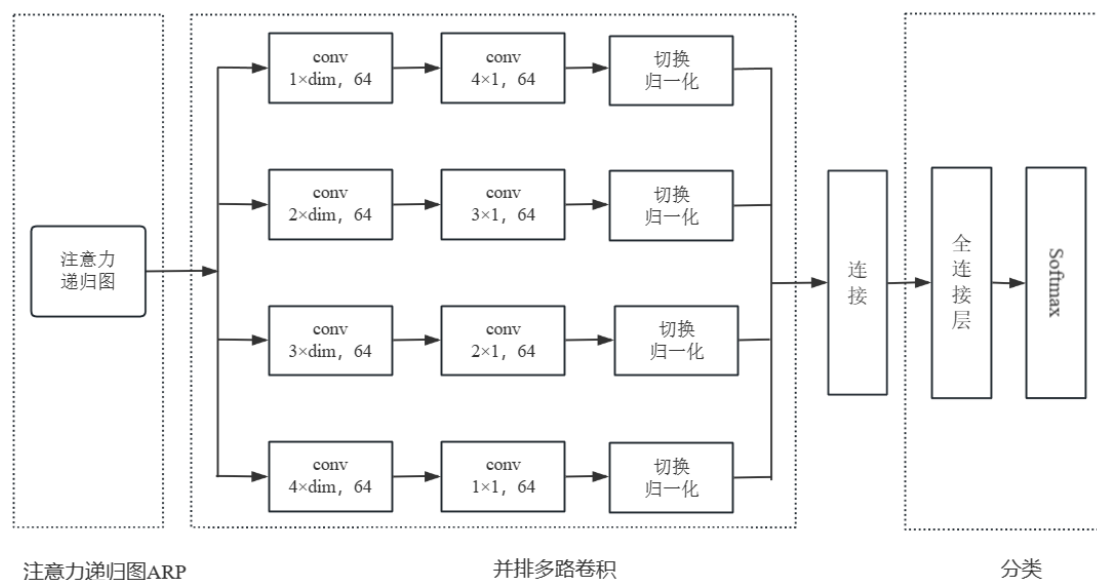 注意力
递归图
conv
1×dim，64
conv
4×1，64
切换
归一化
conv
2×dim，64
conv
3×1，64
切换
归一化
conv
3×dim，64
conv
2×1，64
切换
归一化
conv
4×dim，64
conv
1×1，64
切换
归一化
连接
全连接层
Softmax
注意力递归图ARP
并排多路卷积
分类